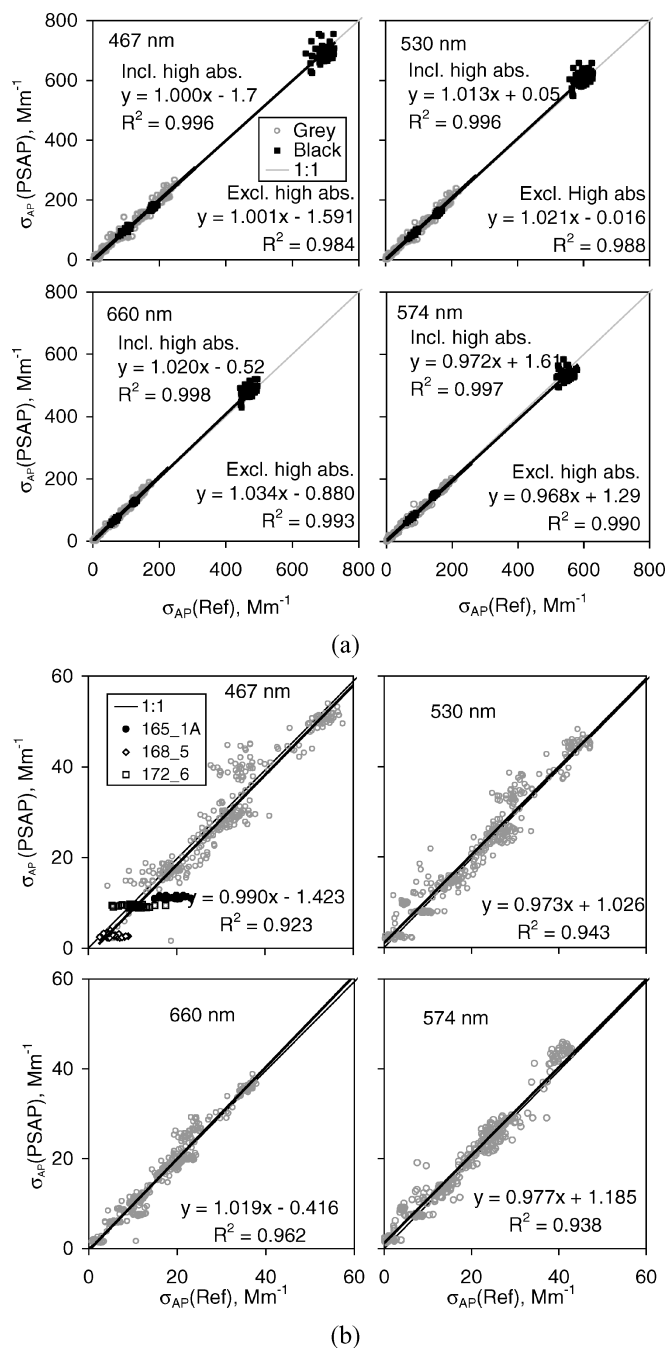 800
600
400
200
0
σAP (PSAP), Mm-1
467 nm
Incl. high abs.
y = 1.000x - 1.7
R2 = 0.996
Grey
Black
1:1
Excl. high abs.
y = 1.001x - 1.591
R2 = 0.984
530 nm
Incl. high abs.
y = 1.013x + 0.05
R2 = 0.996
Excl. High abs
y = 1.021x - 0.016
R2 = 0.988
800
600
400
200
0
σAP (PSAP), Mm-1
660 nm
Incl. high abs.
y = 1.020x - 0.52
R2 = 0.998
Excl. high abs.
y = 1.034x - 0.880
R2 = 0.993
574 nm
Incl. high abs.
y = 0.972x + 1.61
R2 = 0.997
Excl. high abs.
y = 0.968x + 1.29
R2 = 0.990
0 200 400 600 800
0 200 400 600 800
σAP(Ref), Mm-1
σAP(Ref), Mm-1
(a)
60
40
20
0
σAP (PSAP), Mm-1
1:1
165_1A
168_5
172_6
467 nm
y = 0.990x - 1.423
R2 = 0.923
530 nm
y = 0.973x + 1.026
R2 = 0.943
60
40
20
0
σAP(PSAP), Mm-1
660 nm
y = 1.019x - 0.416
R2 = 0.962
574 nm
y = 0.977x + 1.185
R2 = 0.938
0 20 40 60
0 20 40 60
σAP(Ref), Mm-1
σAP(Ref), Mm-1
(b)